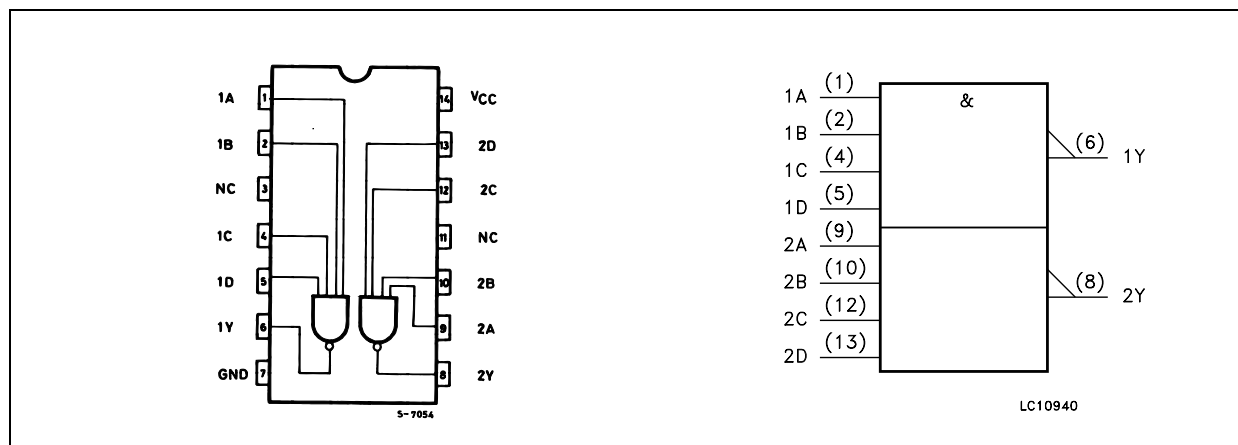 1A 1 14 VCC
1B 2 13 2D
NC 3 12 2C
1C 4 11 NC
1D 5 10 2B
1Y 6 9 2A
GND 7 8 2Y
S-7054
&
1A (1)
1B (2)
1C (4)
1D (5)
2A (9)
2B (10)
2C (12)
2D (13)
(6) 1Y
(8) 2Y
LC10940